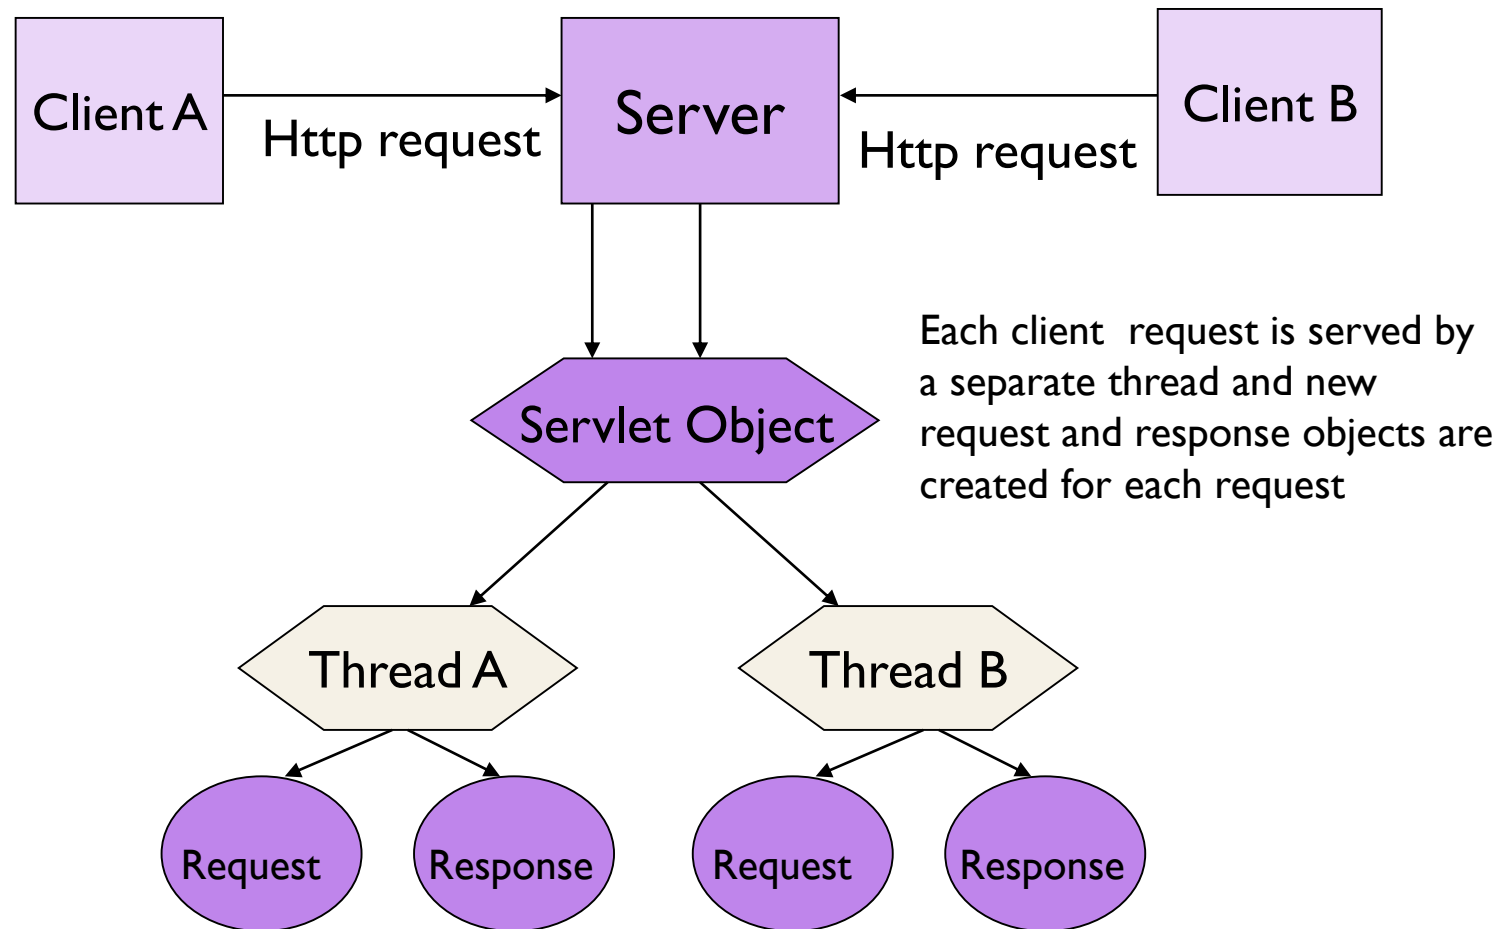 Client A
Server
Client B
Http request
Http request
Each client  request is served by
a separate thread and new
request and response objects are
created for each request
Servlet Object
Thread A
Thread B
Request
Response
Request
Response